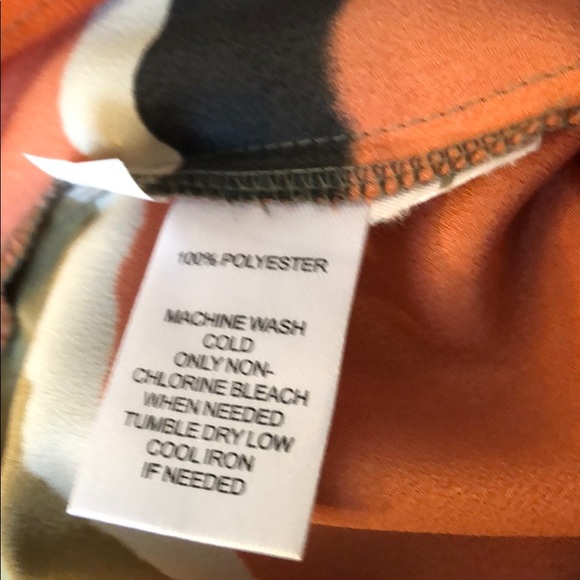 100% POLYESTER
MACHINE WASH
COLD
ONLY NON-
CHLORINE BLEACH
WHEN NEEDED
TUMBLE DRY LOW
COOL IRON
IF NEEDED